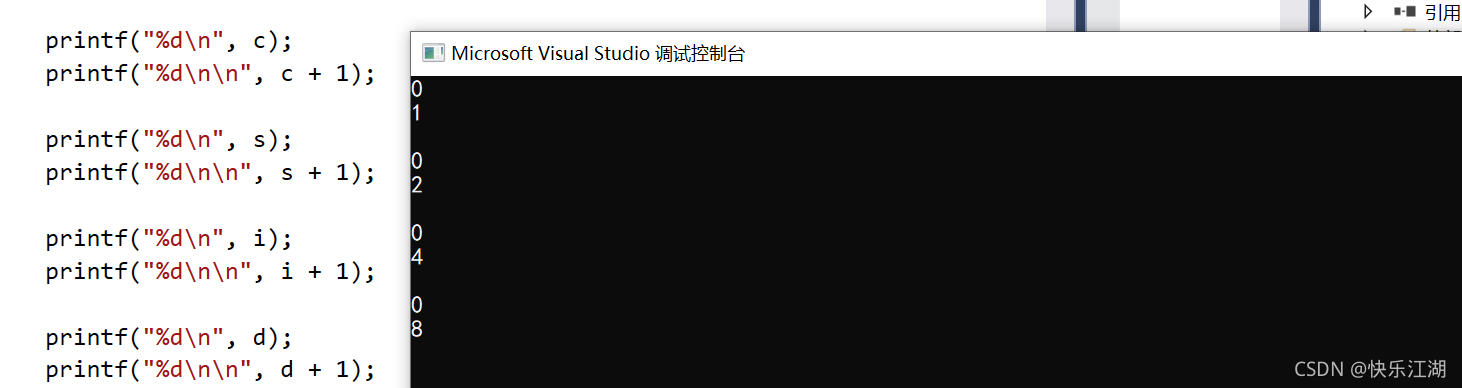 printf("%d\n", c);
printf("%d\n\n", c + 1);
printf("%d\n", s);
printf("%d\n\n", s + 1);
printf("%d\n", i);
printf("%d\n\n", i + 1);
printf("%d\n", d);
printf("%d\n\n", d + 1);
引用
Microsoft Visual Studio 调试控制台
0
1
0
2
0
4
0
8
CSDN @快乐江湖